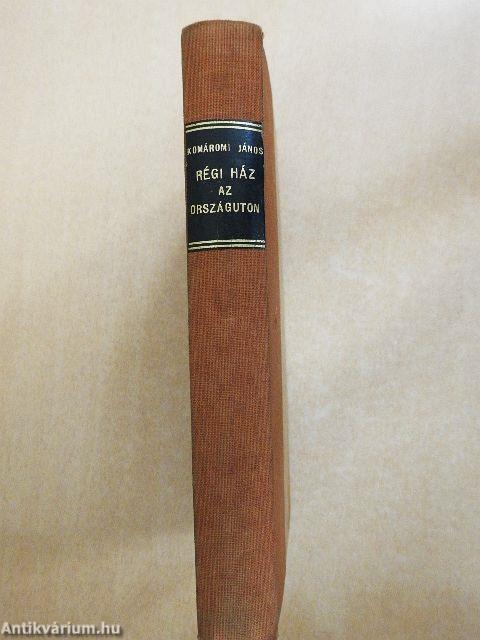 KOMÁROMI JÁNOS
RÉGI HÁZ
AZ
ORSZÁGUTON
Antikvárium.hu